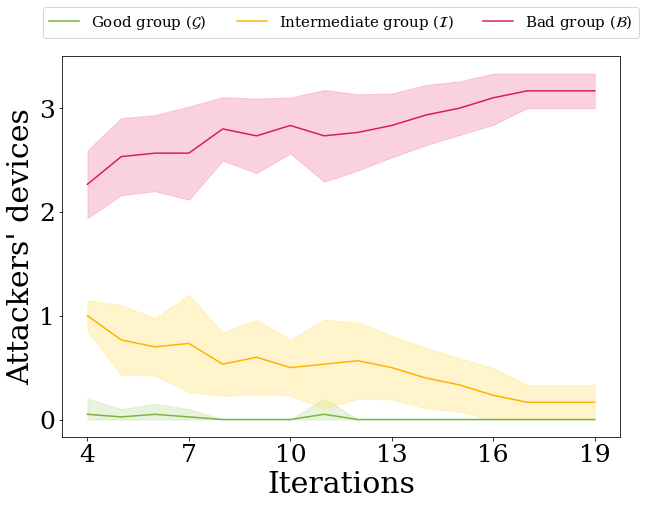 Good group (𝒢) Intermediate group (ℐ) Bad group (ℬ)
Attackers' devices
3
2
1
0
4 7 10 13 16 19
Iterations